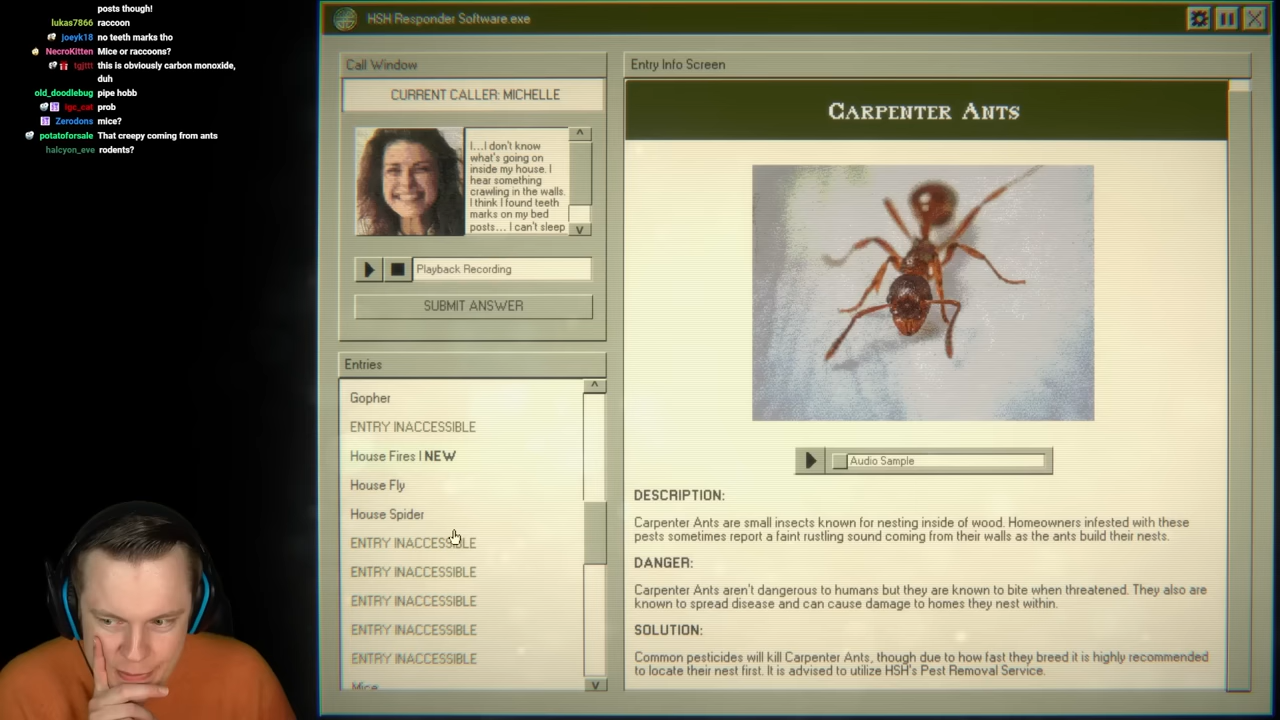 posts though!
lukas7866 raccoon
joeyk18 no teeth marks tho
NecroKitten Mice or raccoons?
tgjttt this is obviously carbon monoxide,
duh
old_doodlebug pipe hobb
igc_cal prob
Zerodons mice?
potatoforsale That creepy coming from ants
halcyon_eve rodents?
HSH Responder Software.exe
Call Window
CURRENT CALLER: MICHELLE
I...I don't know
what's going on
inside my house. I
hear something
crawling in the walls.
I think I found teeth
marks on my bed
posts... I can't sleep
Playback Recording
SUBMIT ANSWER
Entries
Gopher
ENTRY INACCESSIBLE
House Fires | NEW
House Fly
House Spider
ENTRY INACCESSIBLE
ENTRY INACCESSIBLE
ENTRY INACCESSIBLE
ENTRY INACCESSIBLE
ENTRY INACCESSIBLE
Mice
Entry Info Screen
CARPENTER ANTS
Audio Sample
DESCRIPTION:
Carpenter Ants are small insects known for nesting inside of wood. Homeowners infested with these
pests sometimes report a faint rustling sound coming from their walls as the ants build their nests.
DANGER:
Carpenter Ants aren't dangerous to humans but they are known to bite when threatened. They also are
known to spread disease and can cause damage to homes they nest within.
SOLUTION:
Common pesticides will kill Carpenter Ants, though due to how fast they breed it is highly recommended
to locate their nest first. It is advised to utilize HSH's Pest Removal Service.